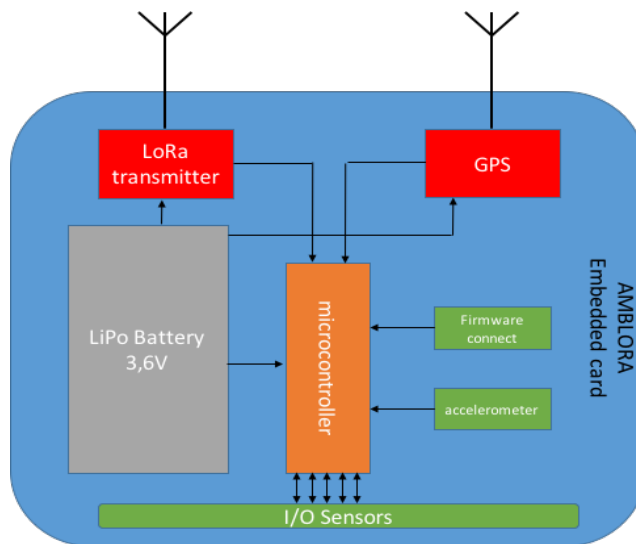 LoRa
transmitter
GPS
LiPo Battery
3,6V
microcontroller
Firmware
connect
accelerometer
AMBLORA
Embedded card
I/O Sensors